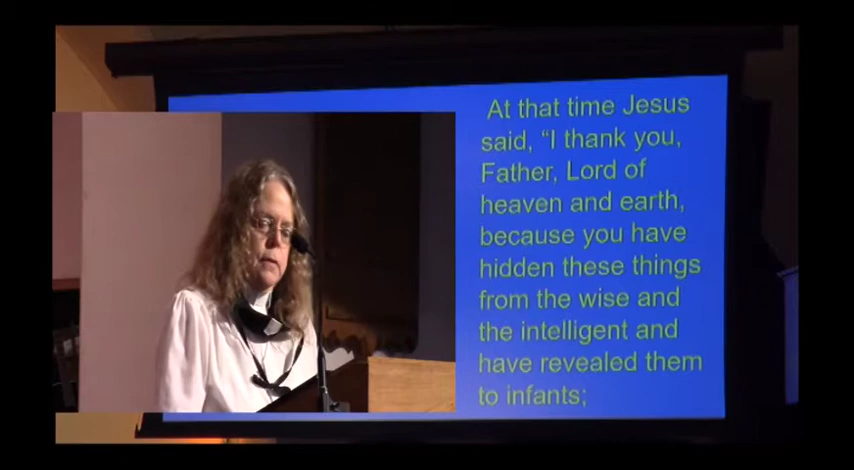 At that time Jesus
said, “I thank you,
Father, Lord of
heaven and earth,
because you have
hidden these things
from the wise and
the intelligent and
have revealed them
to infants;